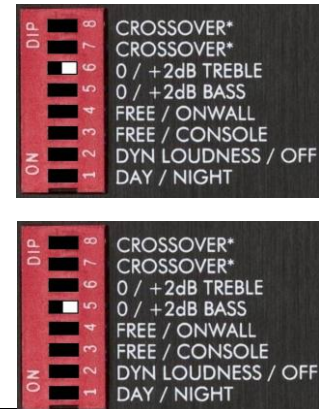 DIP
8 CROSSOVER*
7 CROSSOVER*
6 0 / +2dB TREBLE
5 0 / +2dB BASS
4 FREE / ONWALL
3 FREE / CONSOLE
2 DYN LOUDNESS / OFF
1 DAY / NIGHT
ON
DIP
8 CROSSOVER*
7 CROSSOVER*
6 0 / +2dB TREBLE
5 0 / +2dB BASS
4 FREE / ONWALL
3 FREE / CONSOLE
2 DYN LOUDNESS / OFF
1 DAY / NIGHT
ON